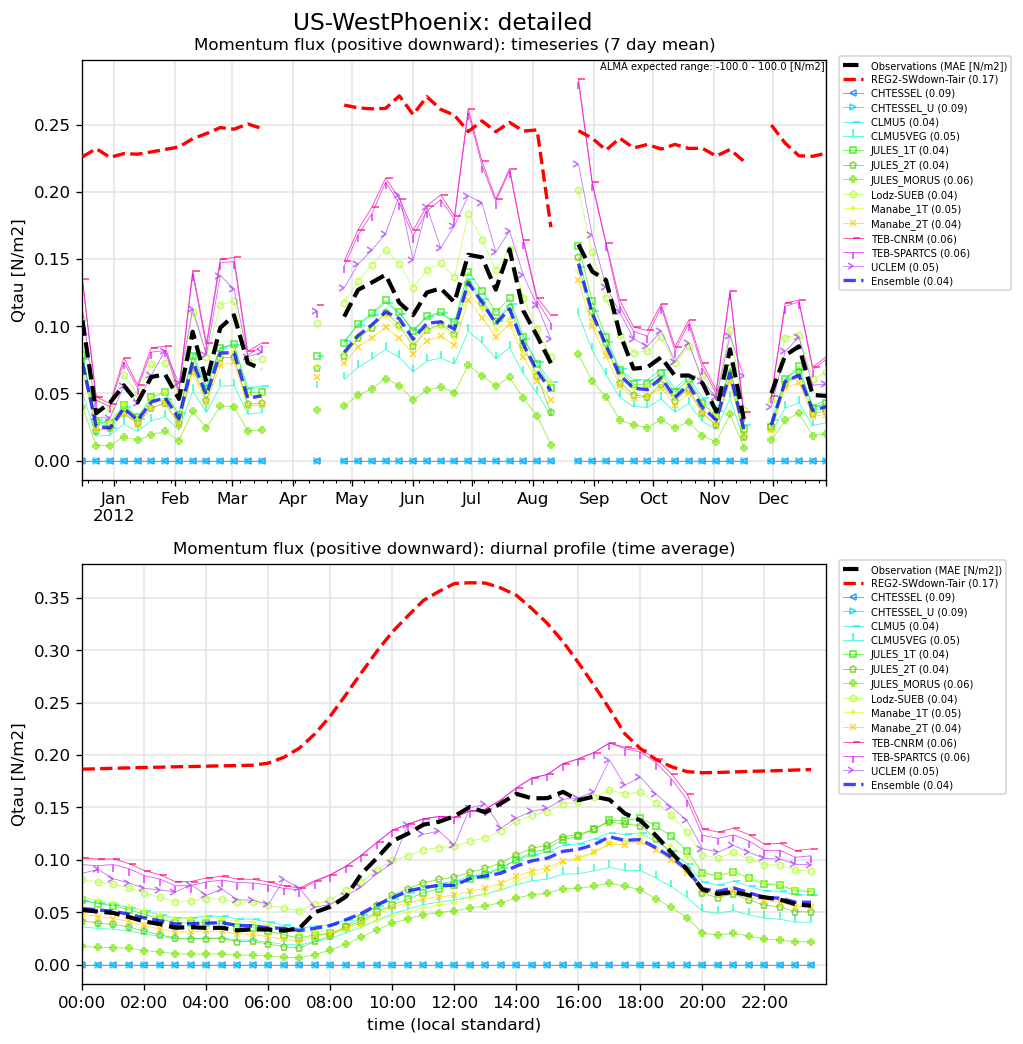 US-WestPhoenix: detailed
Momentum flux (positive downward): timeseries (7 day mean)
ALMA expected range: -100.0 - 100.0 [N/m2]
Qtau [N/m2]
0.25
0.20
0.15
0.10
0.05
0.00
Jan Feb Mar Apr May Jun Jul Aug Sep Oct Nov Dec
2012
Observations (MAE [N/m2])
REG2-SWdown-Tair (0.17)
CHTESSEL (0.09)
CHTESSEL_U (0.09)
CLMU5 (0.04)
CLMU5VEG (0.05)
JULES_1T (0.04)
JULES_2T (0.04)
JULES_MORUS (0.06)
Lodz-SUEB (0.04)
Manabe_1T (0.05)
Manabe_2T (0.04)
TEB-CNRM (0.06)
TEB-SPARTCS (0.06)
UCLEM (0.05)
Ensemble (0.04)
Momentum flux (positive downward): diurnal profile (time average)
Qtau [N/m2]
0.35
0.30
0.25
0.20
0.15
0.10
0.05
0.00
00:00 02:00 04:00 06:00 08:00 10:00 12:00 14:00 16:00 18:00 20:00 22:00
time (local standard)
Observation (MAE [N/m2])
REG2-SWdown-Tair (0.17)
CHTESSEL (0.09)
CHTESSEL_U (0.09)
CLMU5 (0.04)
CLMU5VEG (0.05)
JULES_1T (0.04)
JULES_2T (0.04)
JULES_MORUS (0.06)
Lodz-SUEB (0.04)
Manabe_1T (0.05)
Manabe_2T (0.04)
TEB-CNRM (0.06)
TEB-SPARTCS (0.06)
UCLEM (0.05)
Ensemble (0.04)